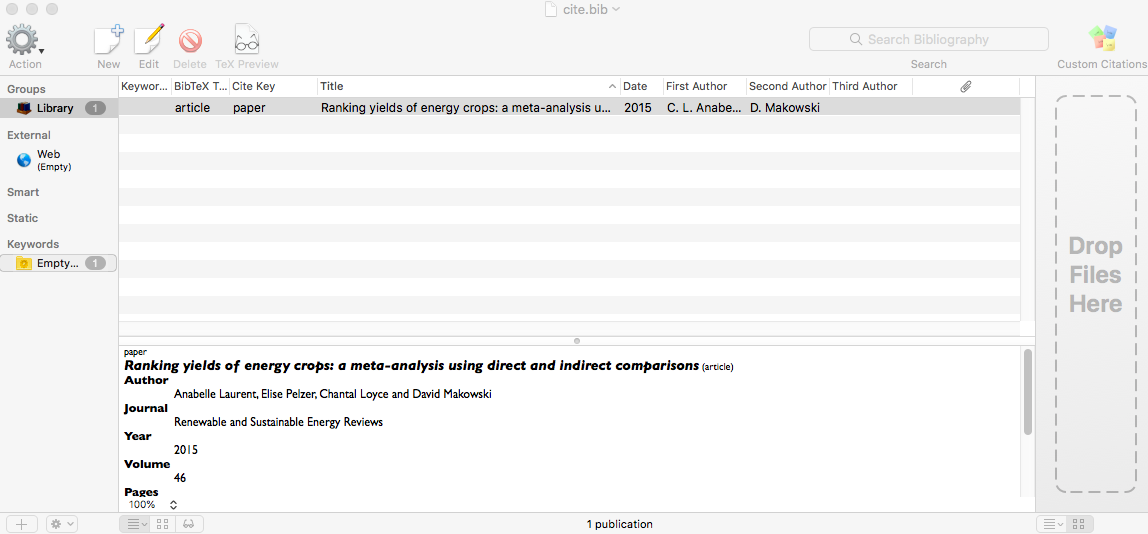 cite.bib
Action
New
Edit
Delete
TeX Preview
Search Bibliography
Search
Custom Citations
Groups
Library 1
External
Web
(Empty)
Smart
Static
Keywords
Empty... 1
Keywor... BibTeX T... Cite Key Title Date First Author Second Author Third Author
article paper Ranking yields of energy crops: a meta-analysis u... 2015 C. L. Anabe... D. Makowski
Drop
Files
Here
paper
Ranking yields of energy crops: a meta-analysis using direct and indirect comparisons (article)
Author
Anabelle Laurent, Elise Pelzer, Chantal Loyce and David Makowski
Journal
Renewable and Sustainable Energy Reviews
Year
2015
Volume
46
Pages
100%
1 publication